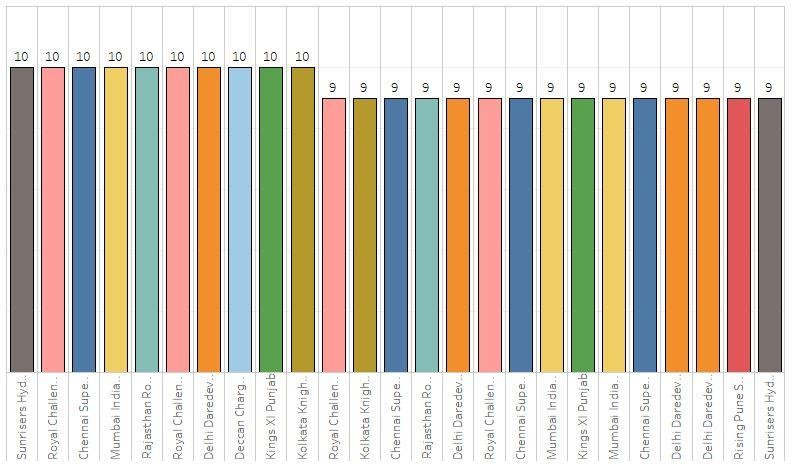 10 10 10 10 10 10 10 10 10 10
9 9 9 9 9 9 9 9 9 9 9 9 9 9 9
Sunrisers Hyd..
Royal Challen..
Chennai Supe..
Mumbai India..
Rajasthan Ro..
Royal Challen..
Delhi Daredev..
Deccan Charg..
Kings XI Punjab
Kolkata Knigh..
Royal Challen..
Kolkata Knigh..
Chennai Supe..
Rajasthan Ro..
Delhi Daredev..
Royal Challen..
Chennai Supe..
Mumbai India..
Kings XI Punjab
Mumbai India..
Chennai Supe..
Delhi Daredev..
Delhi Daredev..
Rising Pune S..
Sunrisers Hyd..